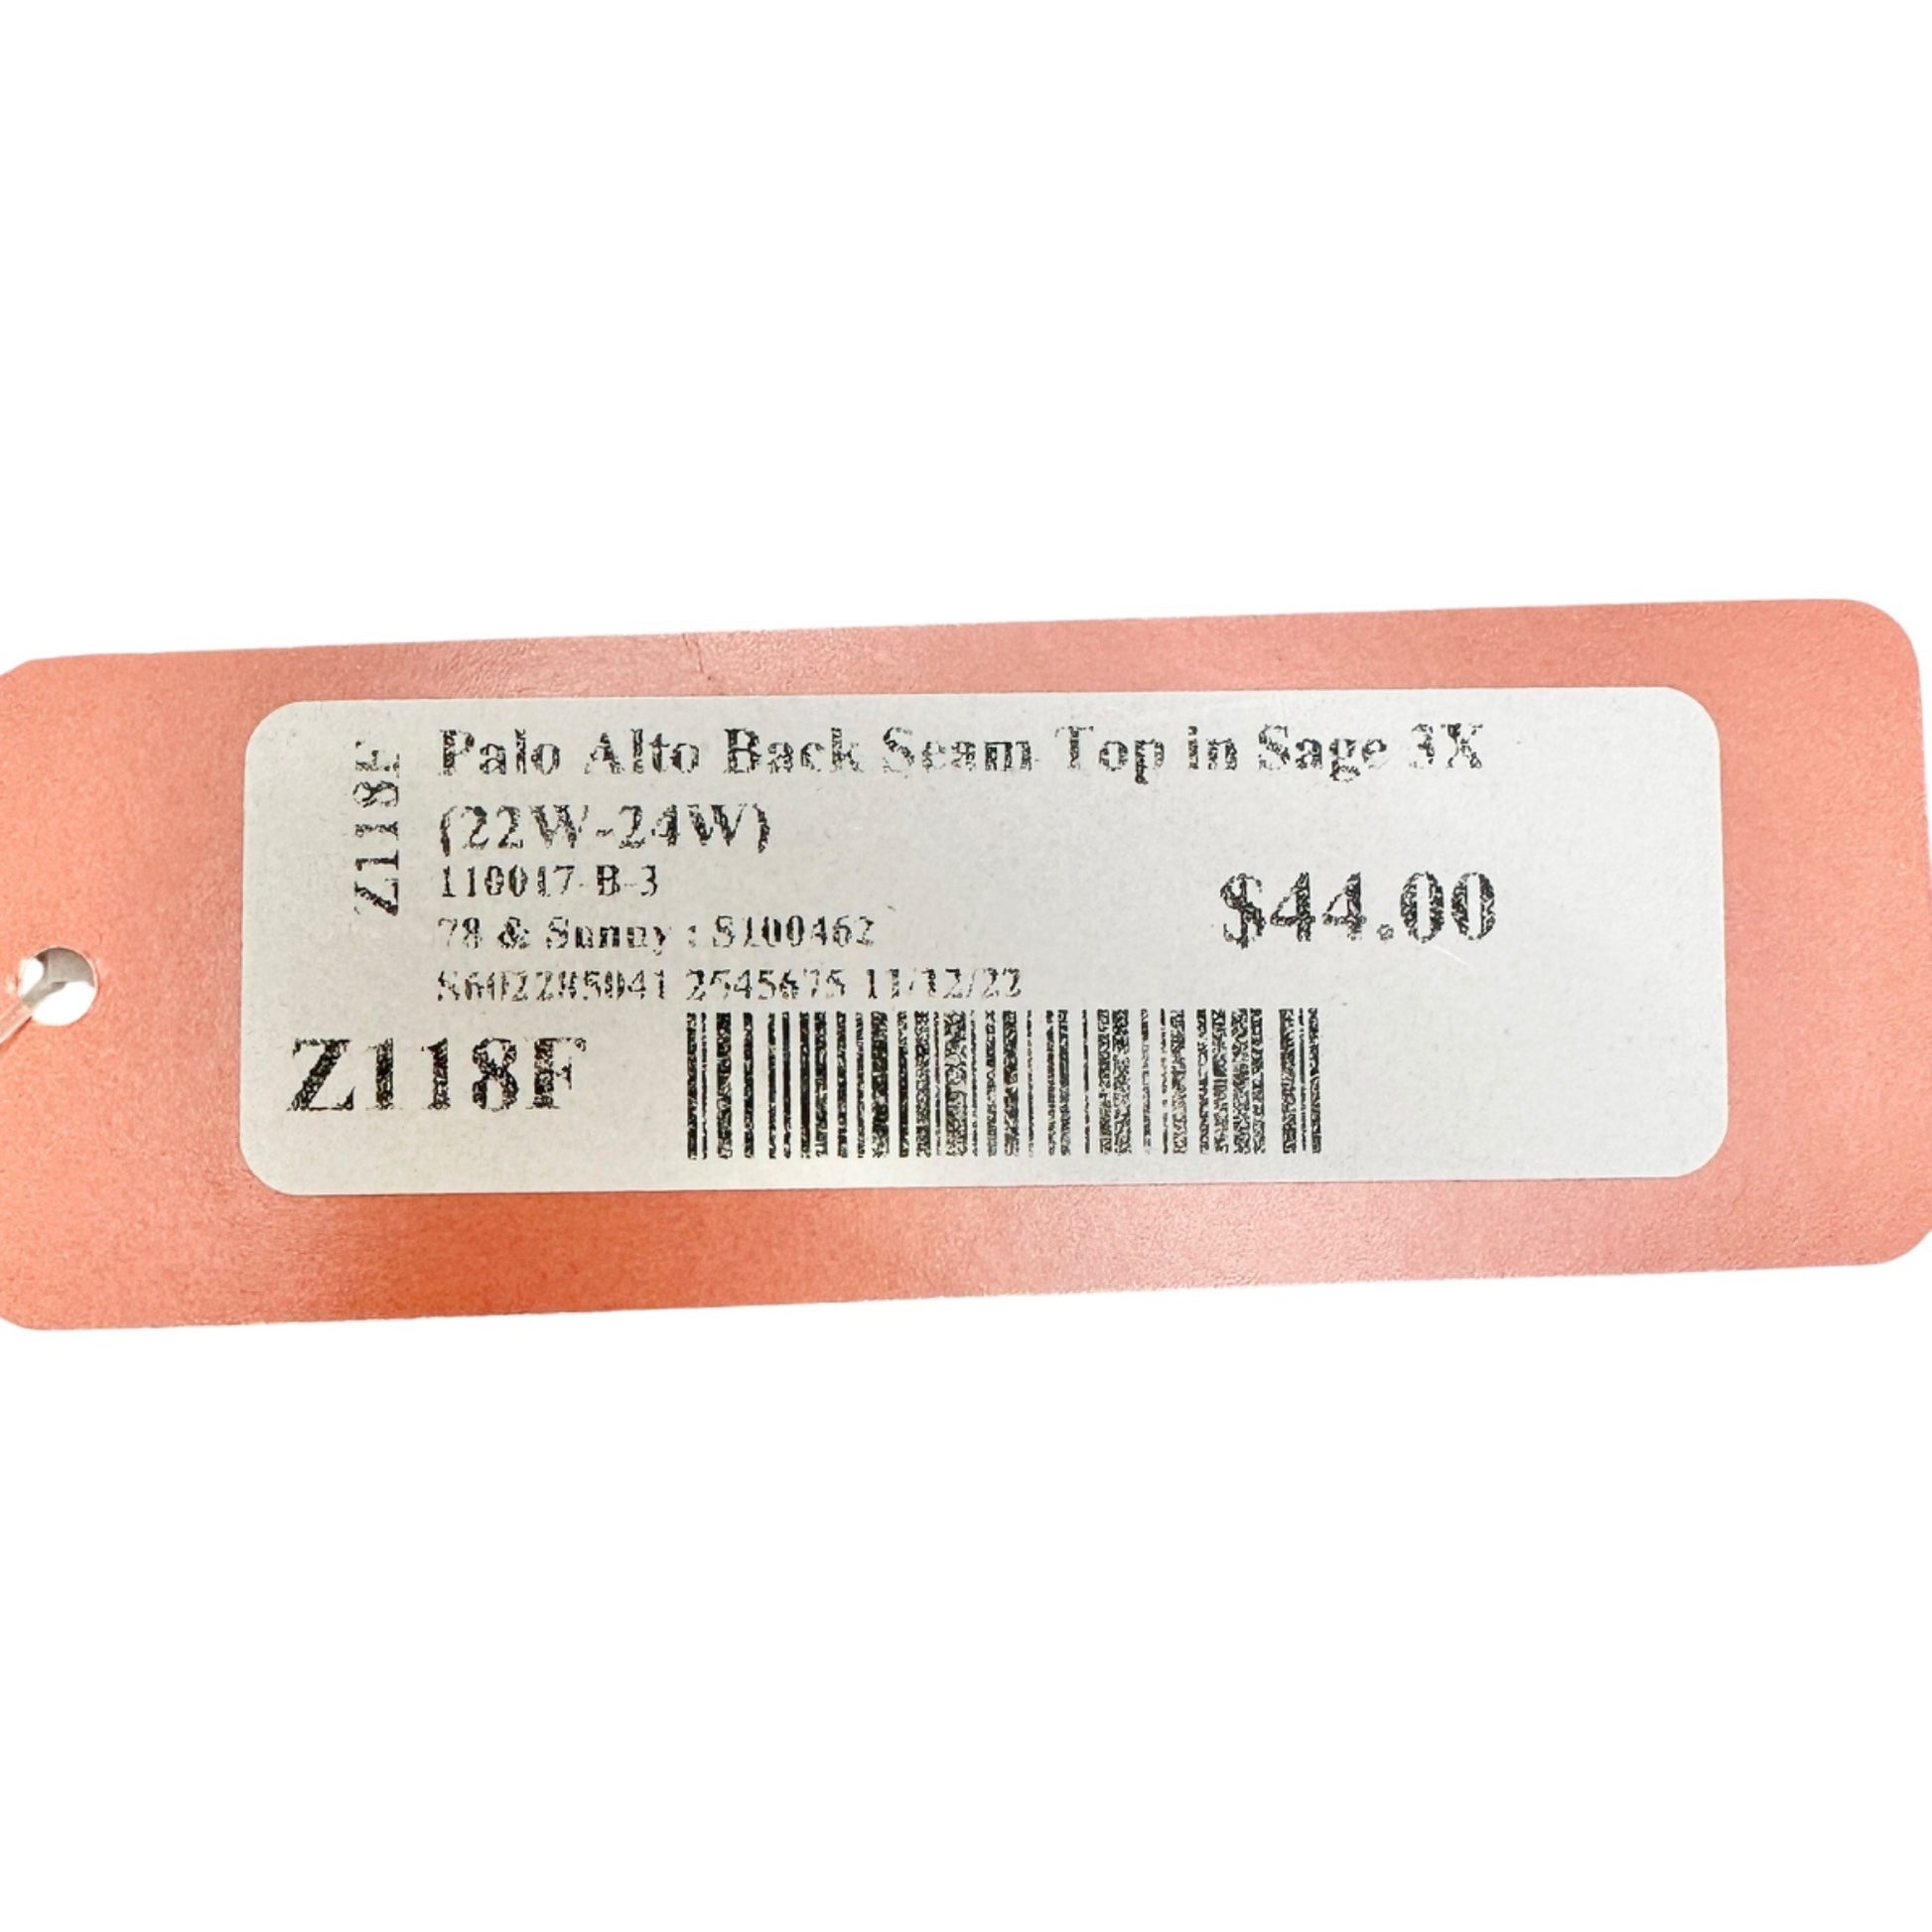 Z118F
Palo Alto Back Seam Top in Sage 3X
(22W-24W)
110017-B-3
$44.00
78 & Sunny : S100462
S602285041 2545675 11/12/22
Z118F